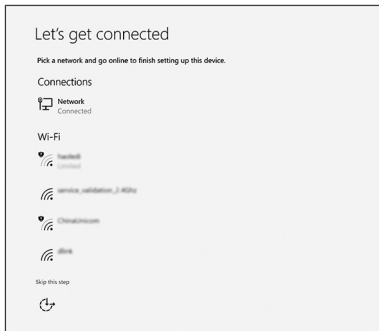 Let's get connected
Pick a network and go online to finish setting up this device.
Connections
Network
Connected
Wi-Fi
Limited
service_validation_2.4Ghz
ChinaUnicom
dlink
Skip this step